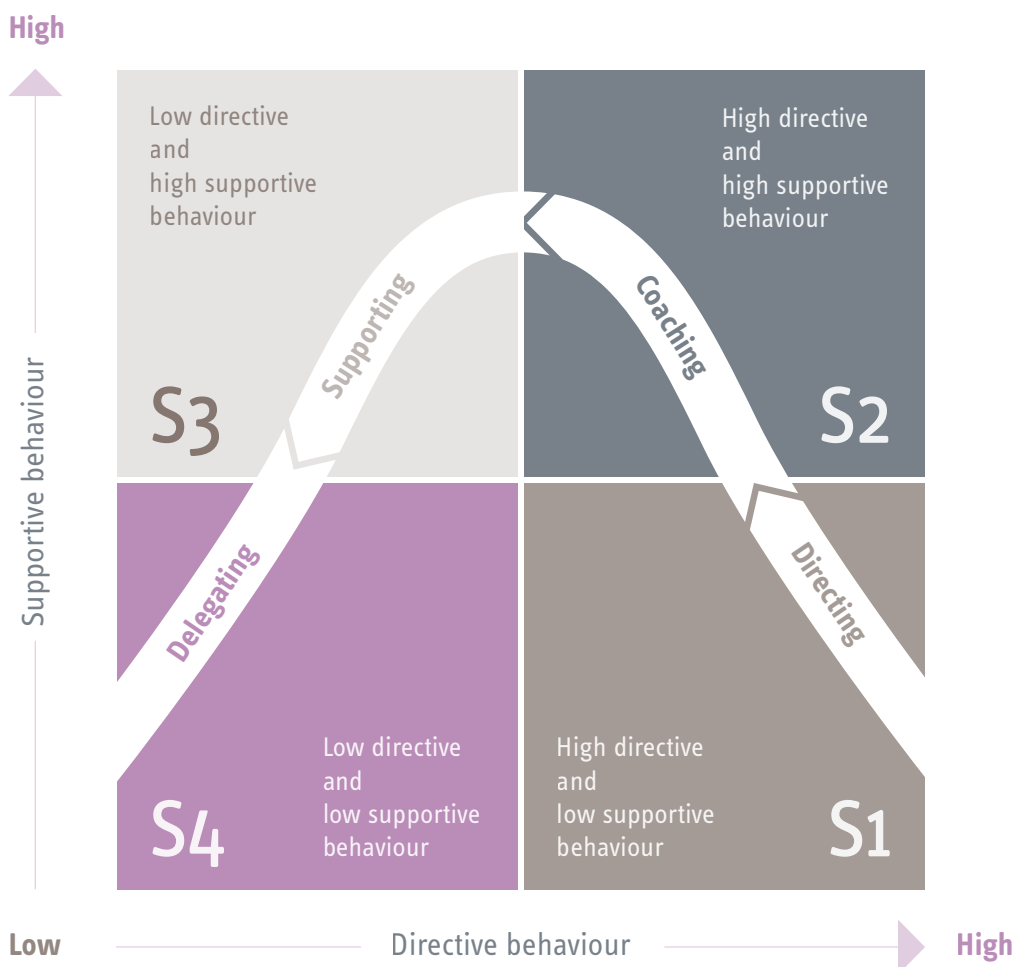 High
Low directive
and
high supportive
behaviour
High directive
and
high supportive
behaviour
Supporting
Coaching
S3
S2
Supportive behaviour
Delegating
Directing
Low directive
and
low supportive
behaviour
High directive
and
low supportive
behaviour
S4
S1
Low
Directive behaviour
High